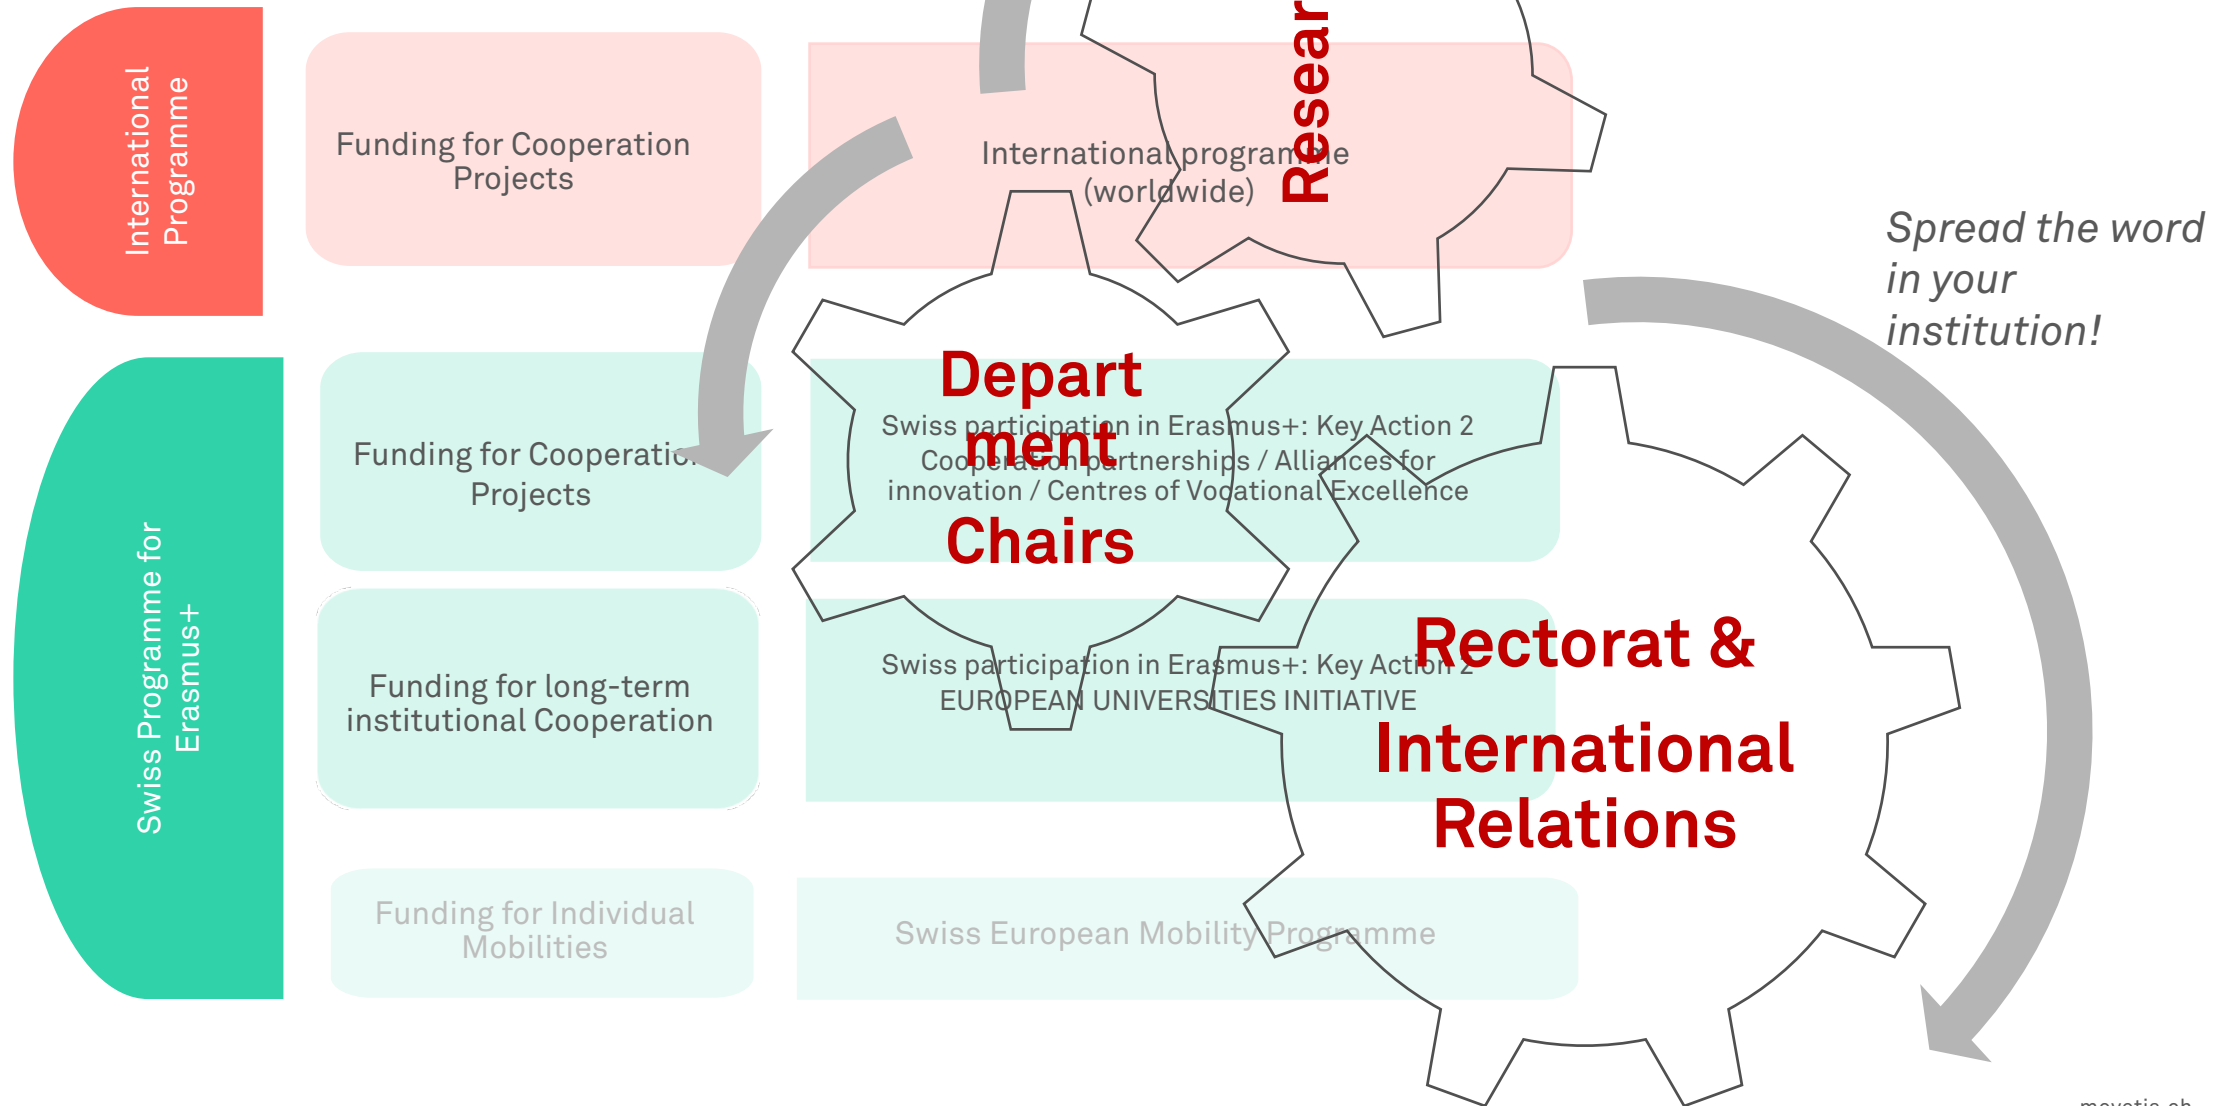 International
Programme
Funding for Cooperation
Projects
International programme
(worldwide)
Resear
Spread the word
in your
institution!
Swiss Programme for
Erasmus+
Funding for Cooperation
Projects
Swiss participation in Erasmus+: Key Action 2
Cooperation partnerships / Alliances for
innovation / Centres of Vocational Excellence
Depart
ment
Chairs
Funding for long-term
institutional Cooperation
Swiss participation in Erasmus+: Key Action 2
EUROPEAN UNIVERSITIES INITIATIVE
Rectorat &
International
Relations
Funding for Individual
Mobilities
Swiss European Mobility Programme